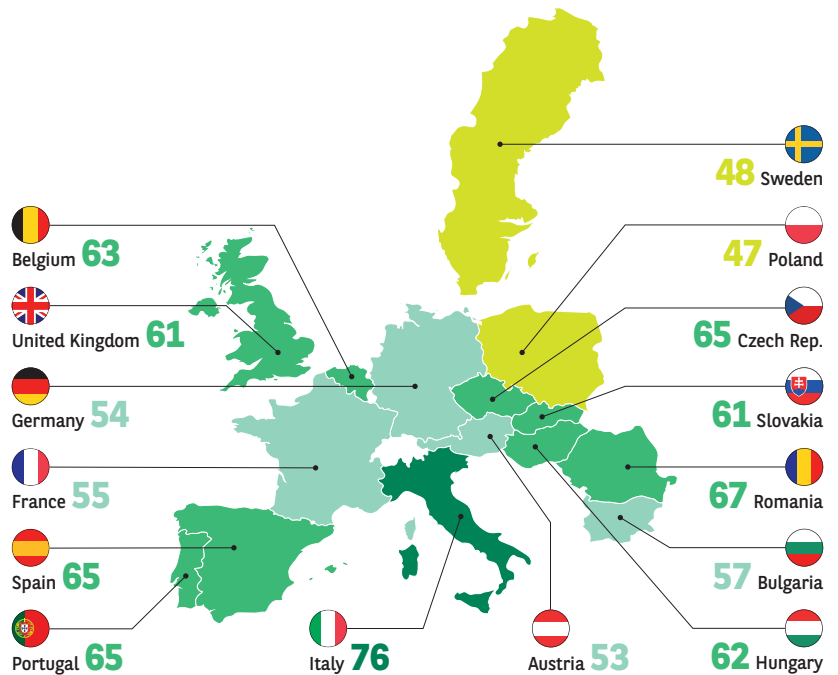 48 Sweden
47 Poland
Belgium 63
United Kingdom 61
65 Czech Rep.
Germany 54
61 Slovakia
France 55
67 Romania
Spain 65
57 Bulgaria
Portugal 65
Italy 76
Austria 53
62 Hungary